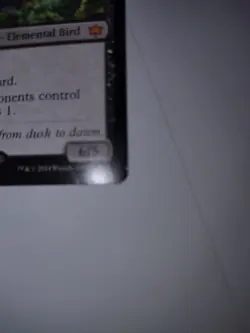 - Elemental Bird
ard.
onents control
s 1.
from dusk to dawn.
6/5